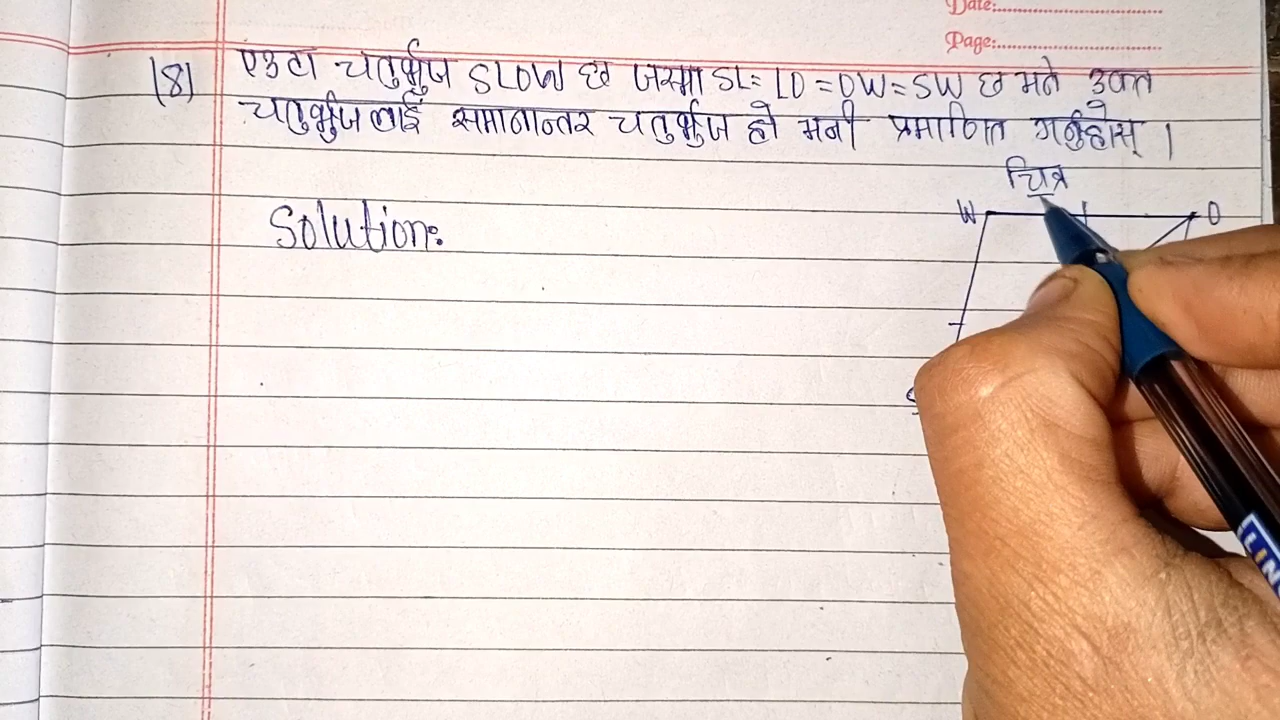 Date:
Page:
(8) एउटा चतुर्भुज SLOW छ जसमा SL = LO = OW = SW छ भने उक्त
चतुर्भुजलाई समानान्तर चतुर्भुज हो भनी प्रमाणित गर्नुहोस् ।
चित्र
Solution:
W O
S
LIN